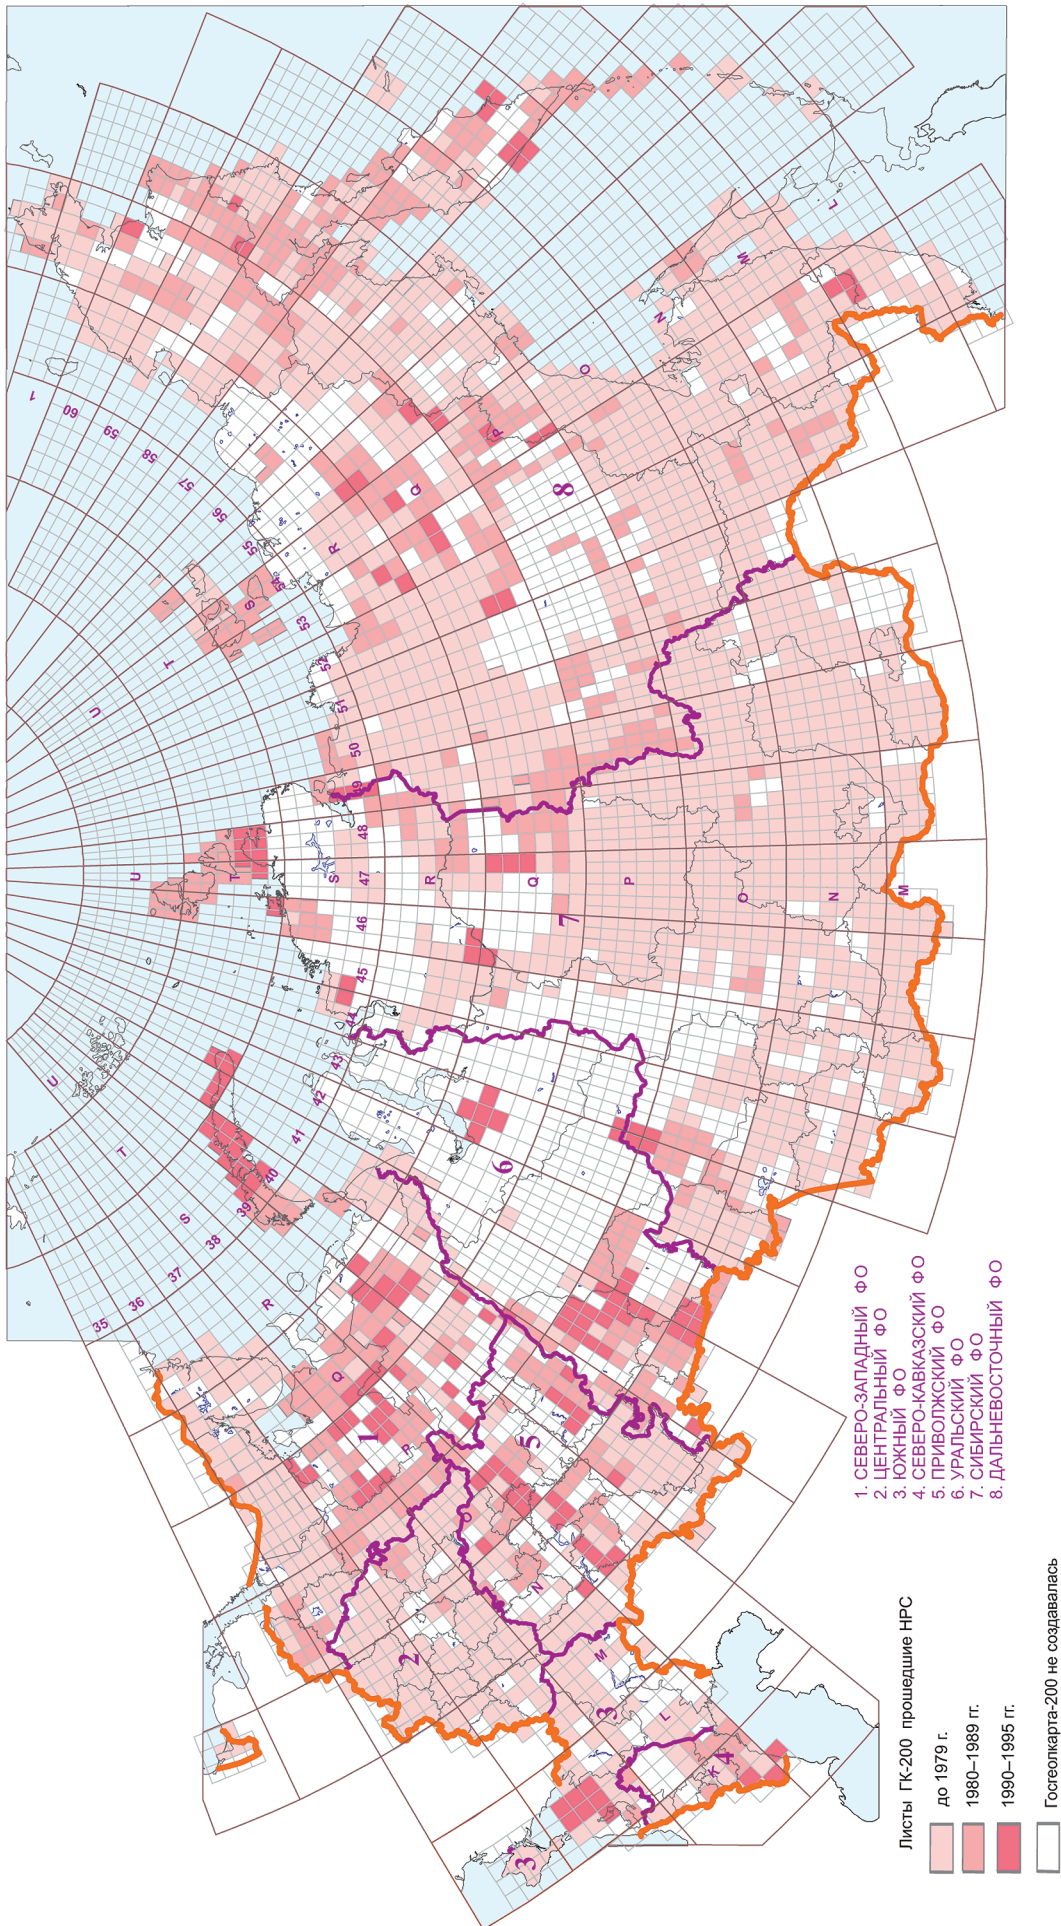 1
60
59
58
57
56
55
54
53
52
51
50
49
48
47
46
45
44
43
42
41
40
39
38
37
36
35
U
T
S
R
Q
P
O
N
M
L
U
T
S
R
Q
P
O
N
M
U
T
S
R
Q
P
O
N
M
L
K
1
2
3
3
4
5
6
7
8
1. СЕВЕРО-ЗАПАДНЫЙ ФО
2. ЦЕНТРАЛЬНЫЙ ФО
3. ЮЖНЫЙ ФО
4. СЕВЕРО-КАВКАЗСКИЙ ФО
5. ПРИВОЛЖСКИЙ ФО
6. УРАЛЬСКИЙ ФО
7. СИБИРСКИЙ ФО
8. ДАЛЬНЕВОСТОЧНЫЙ ФО
Листы ГК-200 прошедшие НРС
до 1979 г.
1980–1989 гг.
1990–1995 гг.
Госгеолкарта-200 не создавалась